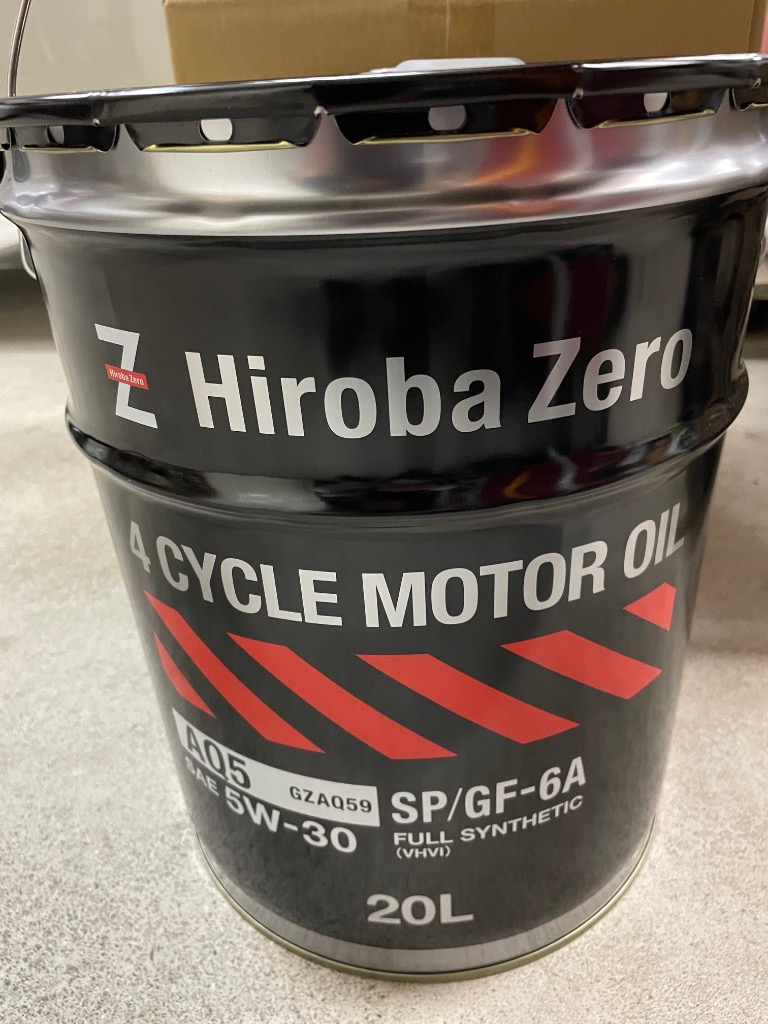 Z
Hiroba Zero
Hiroba Zero
4 CYCLE MOTOR OIL
AQ5 GZAQ59
SAE 5W-30
SP/GF-6A
FULL SYNTHETIC
(VHVI)
20L